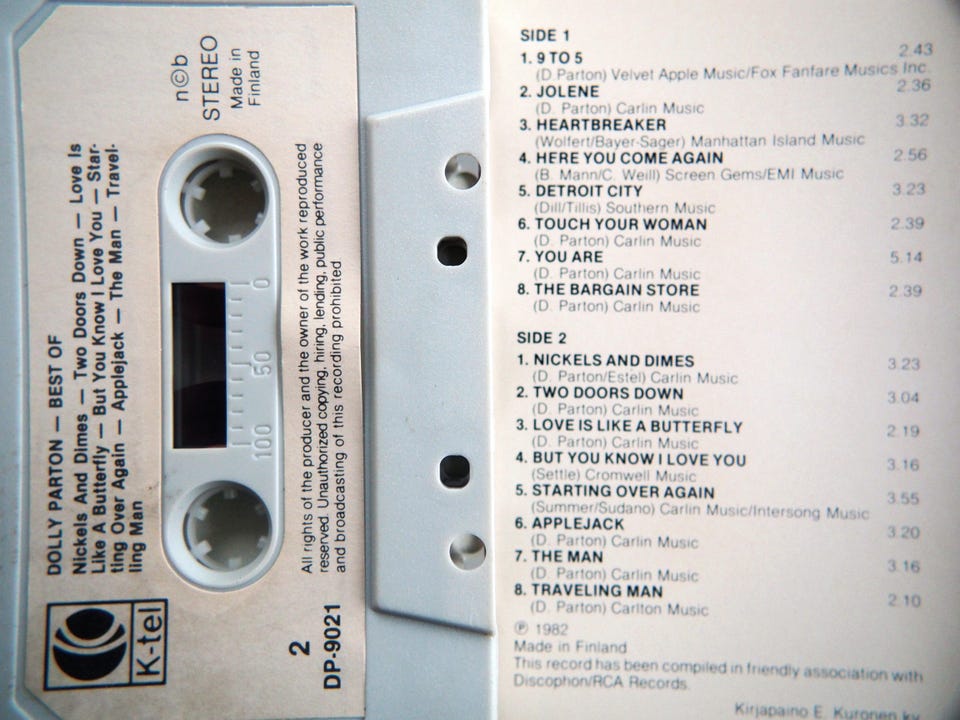 n©b
STEREO
Made in
Finland
DOLLY PARTON — BEST OF
Nickels And Dimes — Two Doors Down — Love Is
Like A Butterfly — But You Know I Love You — Star-
ting Over Again — Applejack — The Man — Travel-
ling Man
0
50
100
All rights of the producer and the owner of the work reproduced
reserved. Unauthorized copying, hiring, lending, public performance
and broadcasting of this recording prohibited
K-tel
2
DP-9021
SIDE 1
1. 9 TO 5 2.43
(D. Parton) Velvet Apple Music/Fox Fanfare Musics Inc.
2. JOLENE 2.36
(D. Parton) Carlin Music
3. HEARTBREAKER 3.32
(Wolfert/Bayer-Sager) Manhattan Island Music
4. HERE YOU COME AGAIN 2.56
(B. Mann/C. Weill) Screen Gems/EMI Music
5. DETROIT CITY 3.23
(Dill/Tillis) Southern Music
6. TOUCH YOUR WOMAN 2.39
(D. Parton) Carlin Music
7. YOU ARE 5.14
(D. Parton) Carlin Music
8. THE BARGAIN STORE 2.39
(D. Parton) Carlin Music
SIDE 2
1. NICKELS AND DIMES 3.23
(D. Parton/Estel) Carlin Music
2. TWO DOORS DOWN 3.04
(D. Parton) Carlin Music
3. LOVE IS LIKE A BUTTERFLY 2.19
(D. Parton) Carlin Music
4. BUT YOU KNOW I LOVE YOU 3.16
(Settle) Cromwell Music
5. STARTING OVER AGAIN 3.55
(Summer/Sudano) Carlin Music/Intersong Music
6. APPLEJACK 3.20
(D. Parton) Carlin Music
7. THE MAN 3.16
(D. Parton) Carlin Music
8. TRAVELING MAN 2.10
(D. Parton) Carlton Music
℗ 1982
Made in Finland
This record has been compiled in friendly association with
Discophon/RCA Records.
Kirjapaino E. Kuronen ky